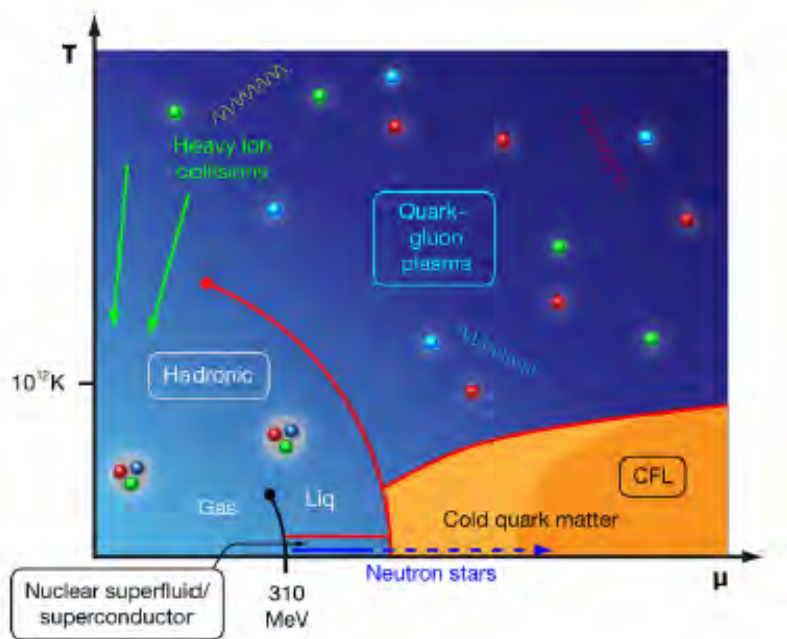 T
Heavy ion
collisions
Quark-
gluon
plasma
10¹²K
Hadronic
Gas
Liq
CFL
Cold quark matter
Neutron stars
μ
Nuclear superfluid/
superconductor
310
MeV